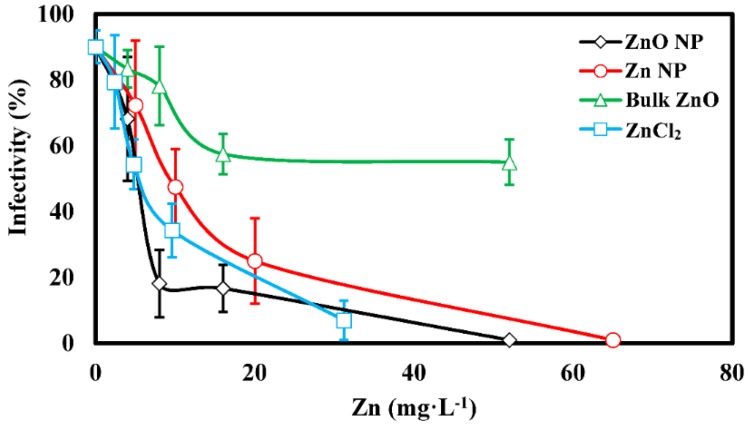 100
80
60
40
20
0
Infectivity (%)
ZnO NP
Zn NP
Bulk ZnO
ZnCl₂
0 20 40 60 80
Zn (mg·L⁻¹)